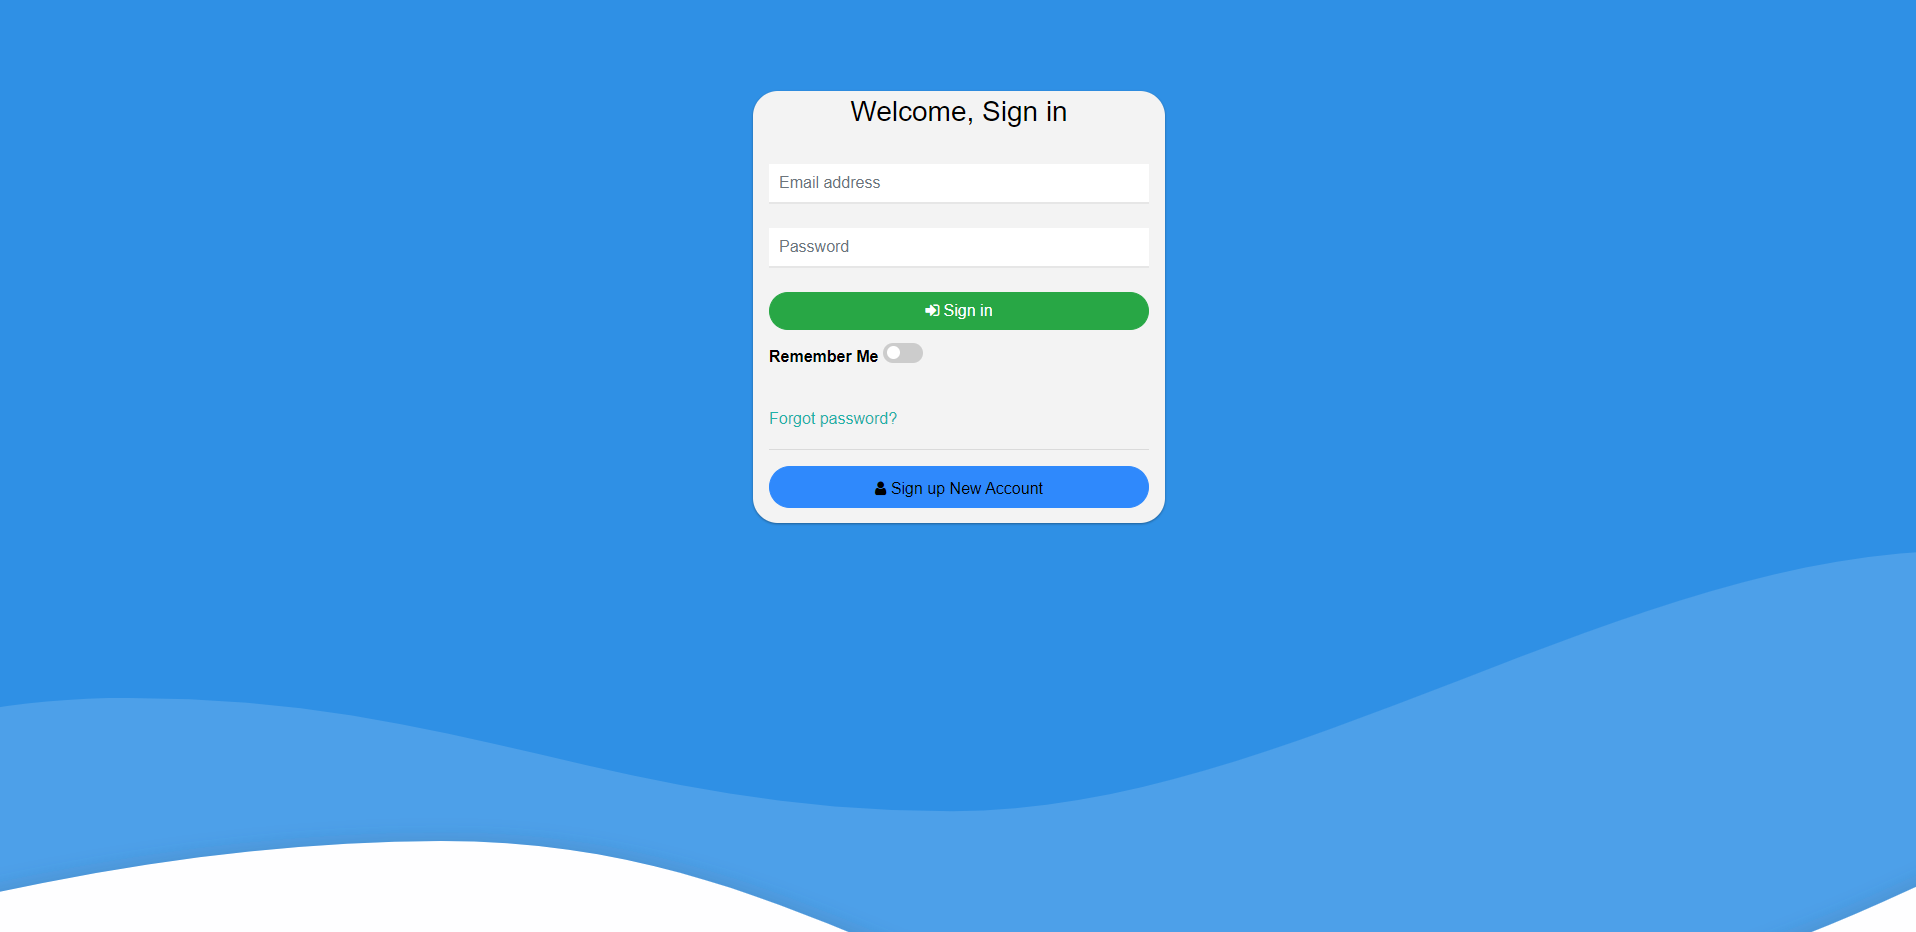 Welcome, Sign in
Email address
Password
Sign in
Remember Me
Forgot password?
Sign up New Account